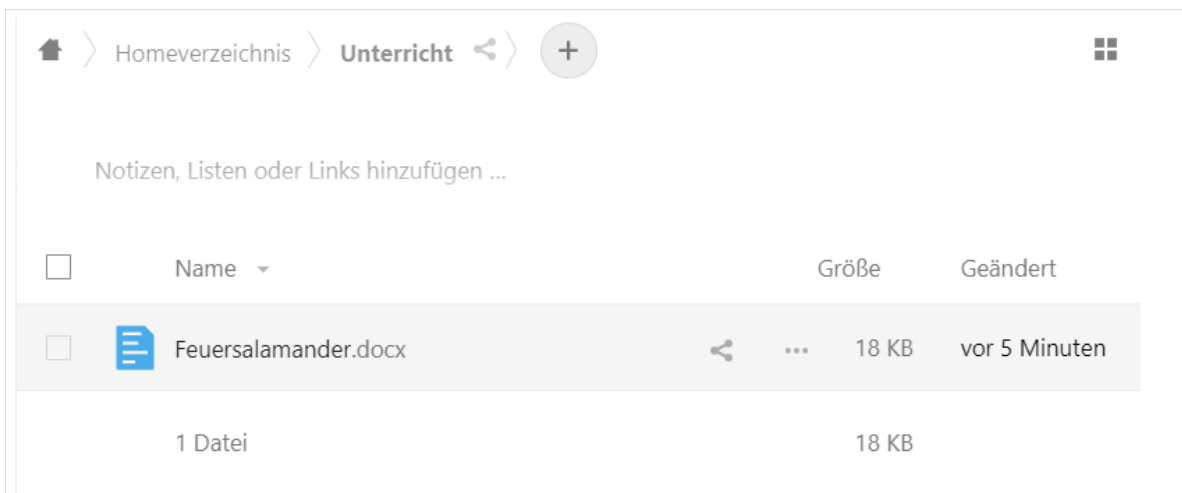 Homeverzeichnis Unterricht +
Notizen, Listen oder Links hinzufügen ...
Name Größe Geändert
Feuersalamander.docx ... 18 KB vor 5 Minuten
1 Datei 18 KB